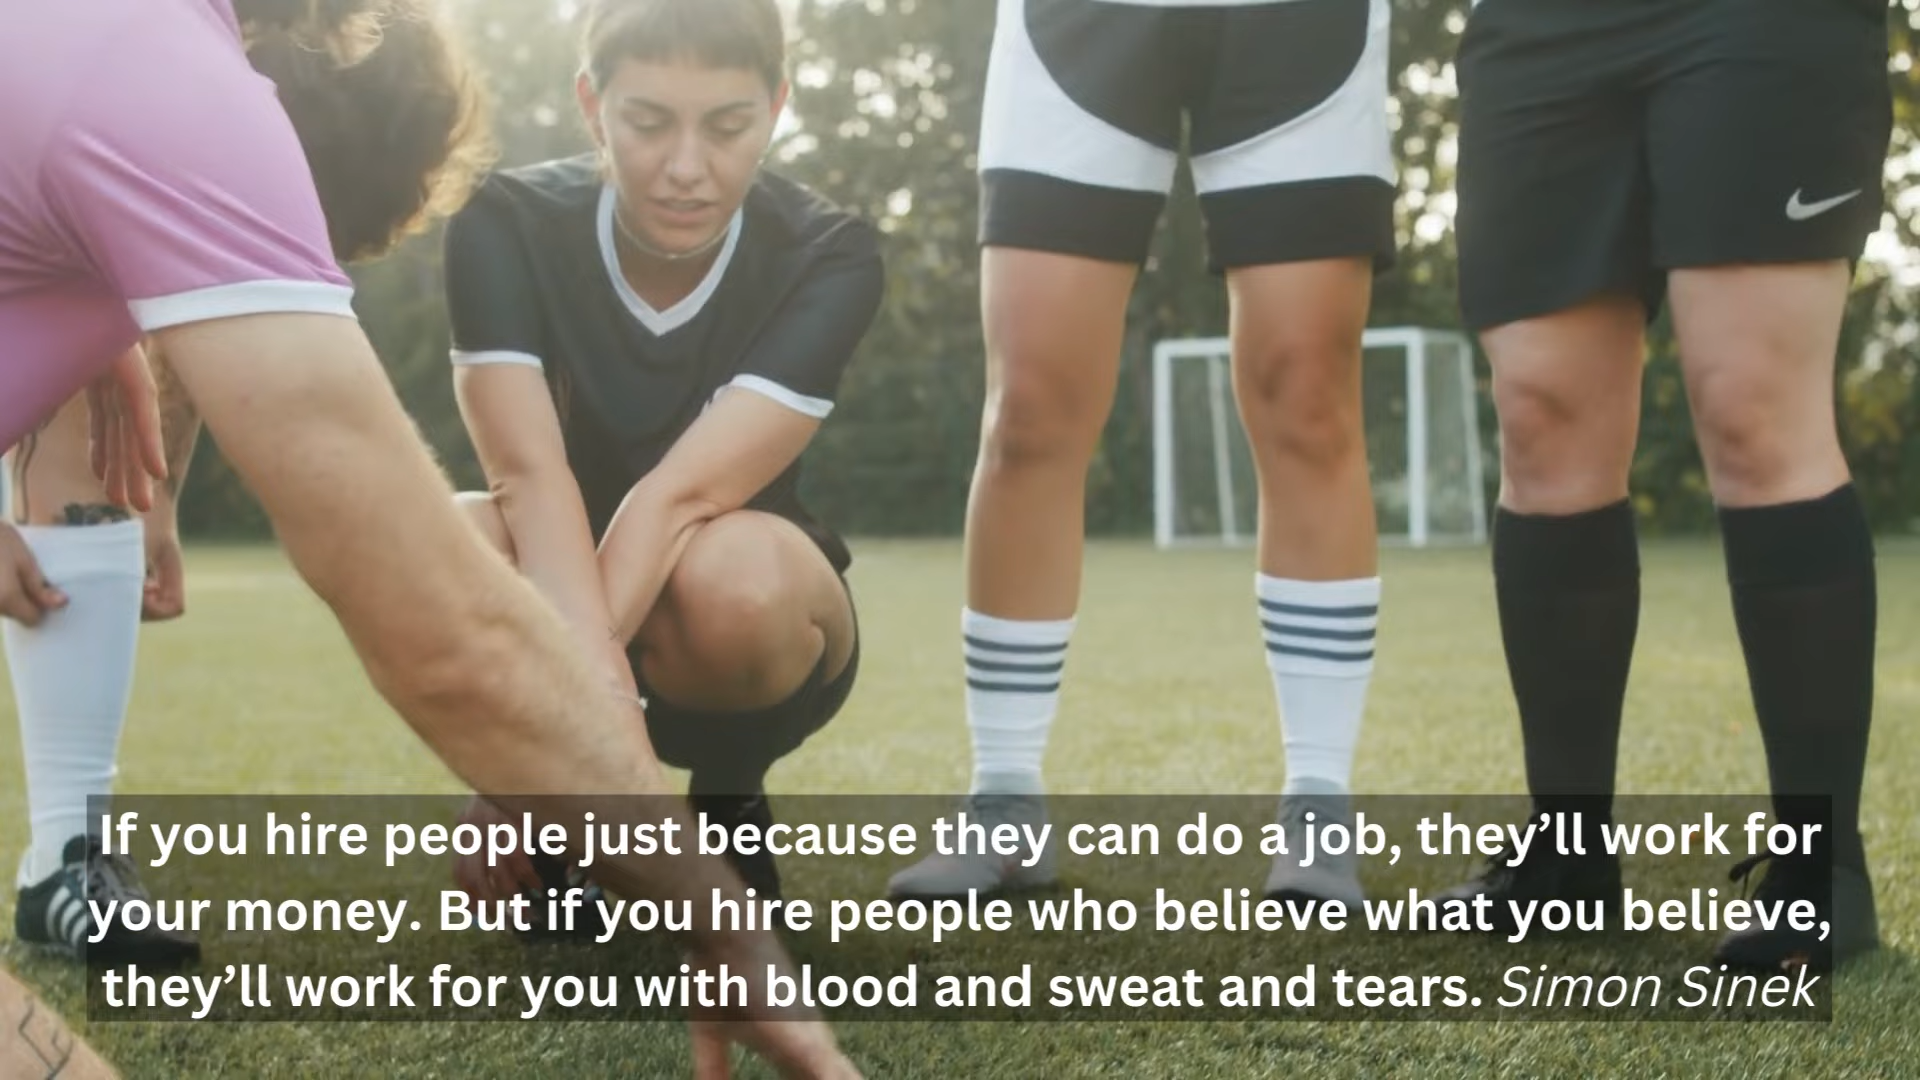 If you hire people just because they can do a job, they’ll work for
your money. But if you hire people who believe what you believe,
they’ll work for you with blood and sweat and tears. Simon Sinek